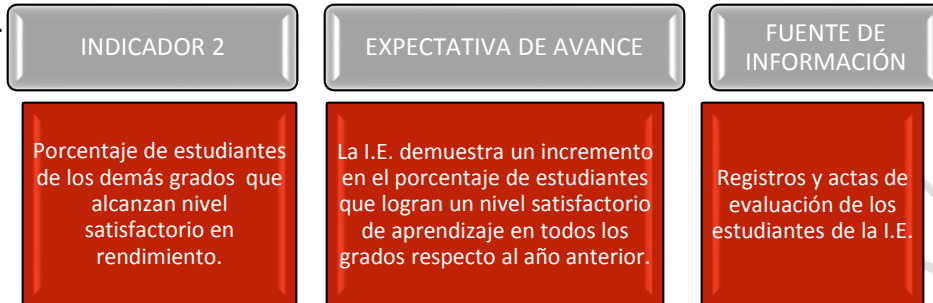 INDICADOR 2
EXPECTATIVA DE AVANCE
FUENTE DE
INFORMACIÓN
Porcentaje de estudiantes
de los demás grados que
alcanzan nivel
satisfactorio en
rendimiento.
La I.E. demuestra un incremento
en el porcentaje de estudiantes
que logran un nivel satisfactorio
de aprendizaje en todos los
grados respecto al año anterior.
Registros y actas de
evaluación de los
estudiantes de la I.E.